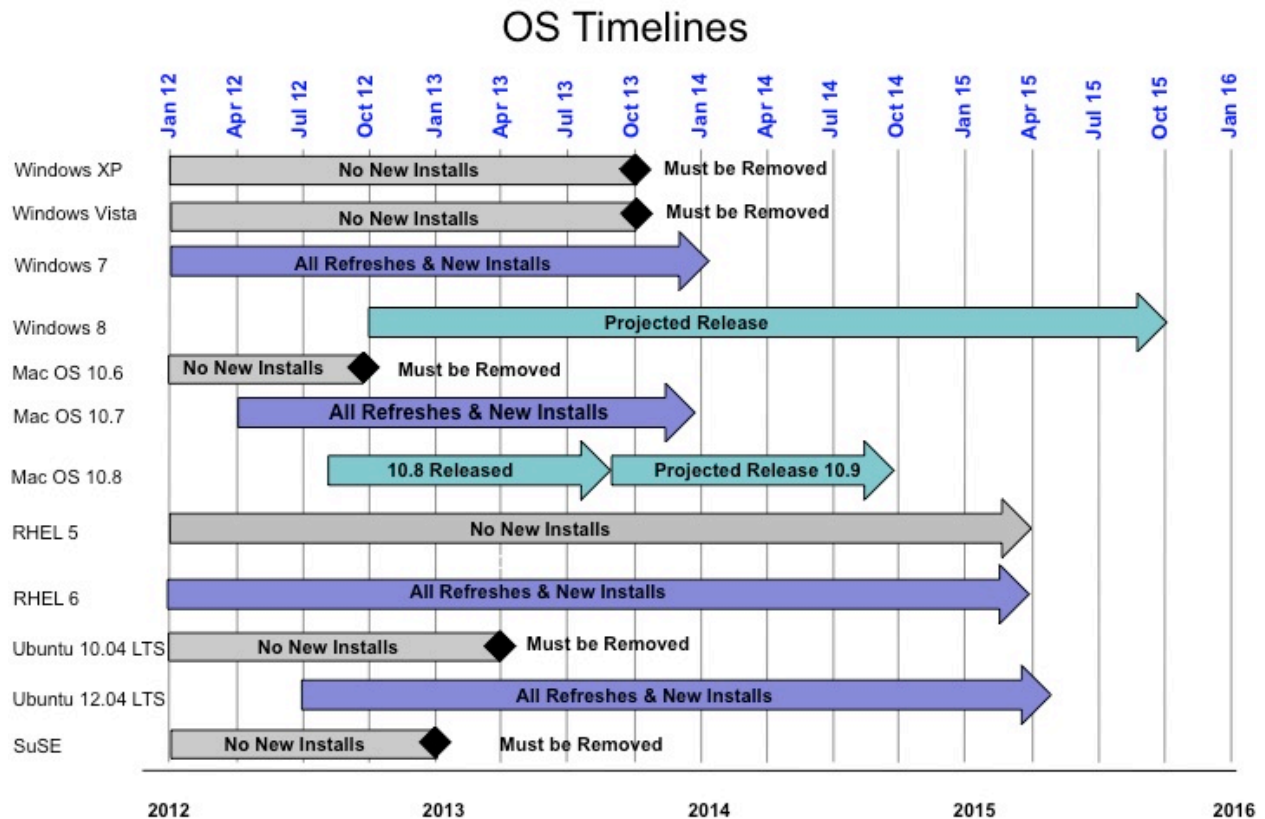 OS Timelines
Jan 12 Apr 12 Jul 12 Oct 12 Jan 13 Apr 13 Jul 13 Oct 13 Jan 14 Apr 14 Jul 14 Oct 14 Jan 15 Apr 15 Jul 15 Oct 15 Jan 16
Windows XP No New Installs Must be Removed
Windows Vista No New Installs Must be Removed
Windows 7 All Refreshes & New Installs
Windows 8 Projected Release
Mac OS 10.6 No New Installs Must be Removed
Mac OS 10.7 All Refreshes & New Installs
Mac OS 10.8 10.8 Released Projected Release 10.9
RHEL 5 No New Installs
RHEL 6 All Refreshes & New Installs
Ubuntu 10.04 LTS No New Installs Must be Removed
Ubuntu 12.04 LTS All Refreshes & New Installs
SuSE No New Installs Must be Removed
2012 2013 2014 2015 2016